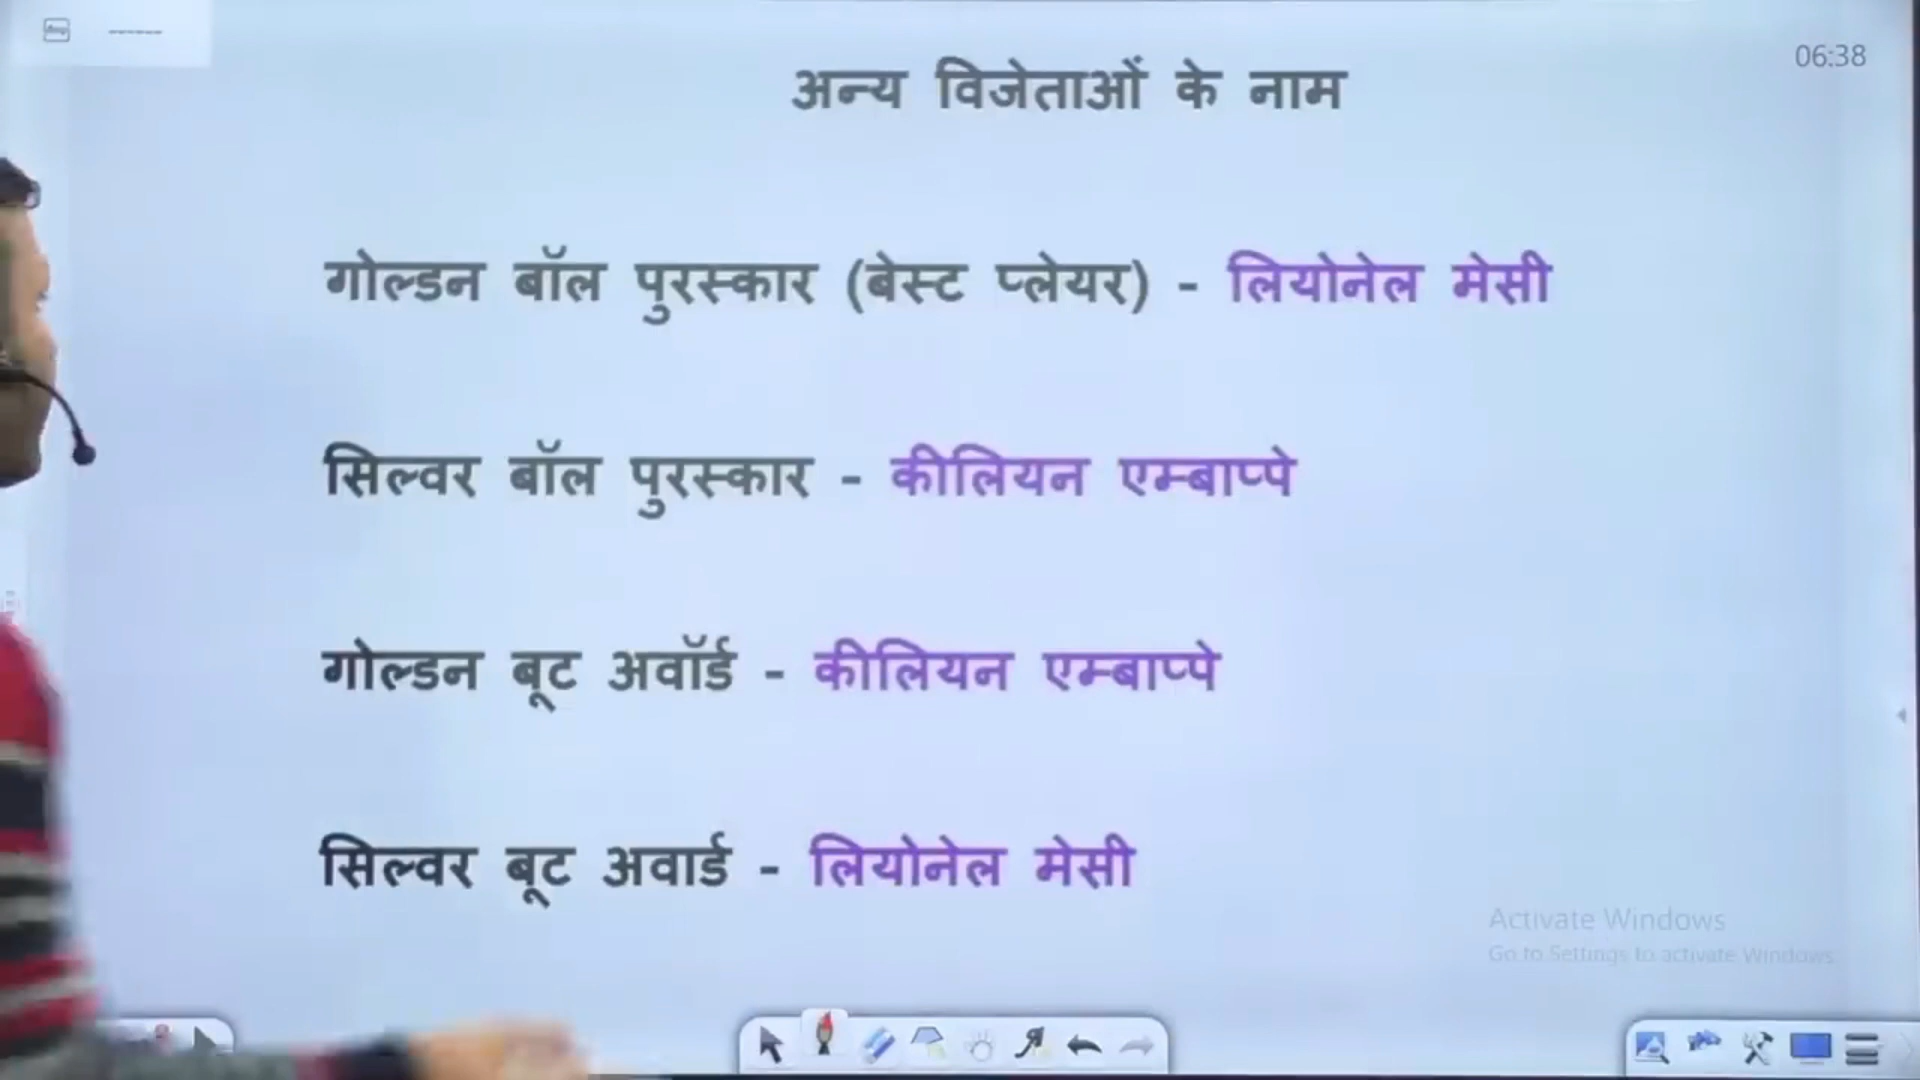 06:38
अन्य विजेताओं के नाम
गोल्डन बॉल पुरस्कार (बेस्ट प्लेयर) - लियोनेल मेसी
सिल्वर बॉल पुरस्कार - कीलियन एम्बाप्पे
गोल्डन बूट अवॉर्ड - कीलियन एम्बाप्पे
सिल्वर बूट अवार्ड - लियोनेल मेसी
Activate Windows
Go to Settings to activate Windows.